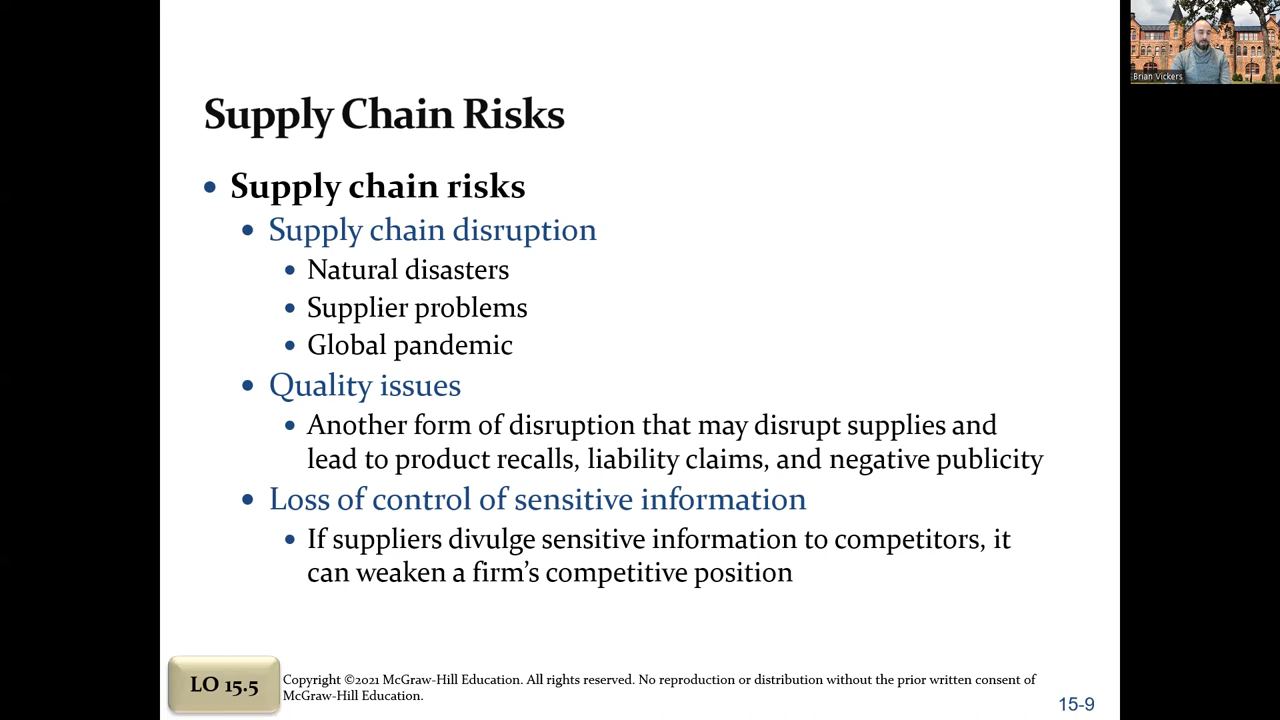 Brian Vickers
Supply Chain Risks
• Supply chain risks
• Supply chain disruption
• Natural disasters
• Supplier problems
• Global pandemic
• Quality issues
• Another form of disruption that may disrupt supplies and
lead to product recalls, liability claims, and negative publicity
• Loss of control of sensitive information
• If suppliers divulge sensitive information to competitors, it
can weaken a firm’s competitive position
LO 15.5
Copyright ©2021 McGraw-Hill Education. All rights reserved. No reproduction or distribution without the prior written consent of
McGraw-Hill Education.
15-9